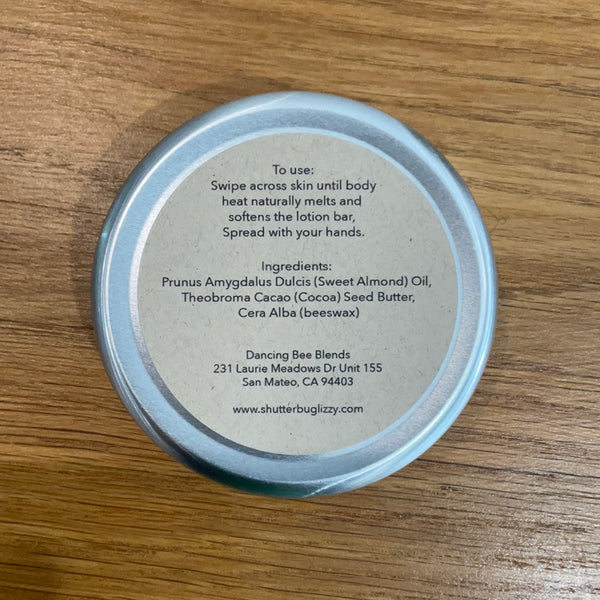 To use:
Swipe across skin until body
heat naturally melts and
softens the lotion bar,
Spread with your hands.
Ingredients:
Prunus Amygdalus Dulcis (Sweet Almond) Oil,
Theobroma Cacao (Cocoa) Seed Butter,
Cera Alba (beeswax)
Dancing Bee Blends
231 Laurie Meadows Dr Unit 155
San Mateo, CA 94403
www.shutterbuglizzy.com